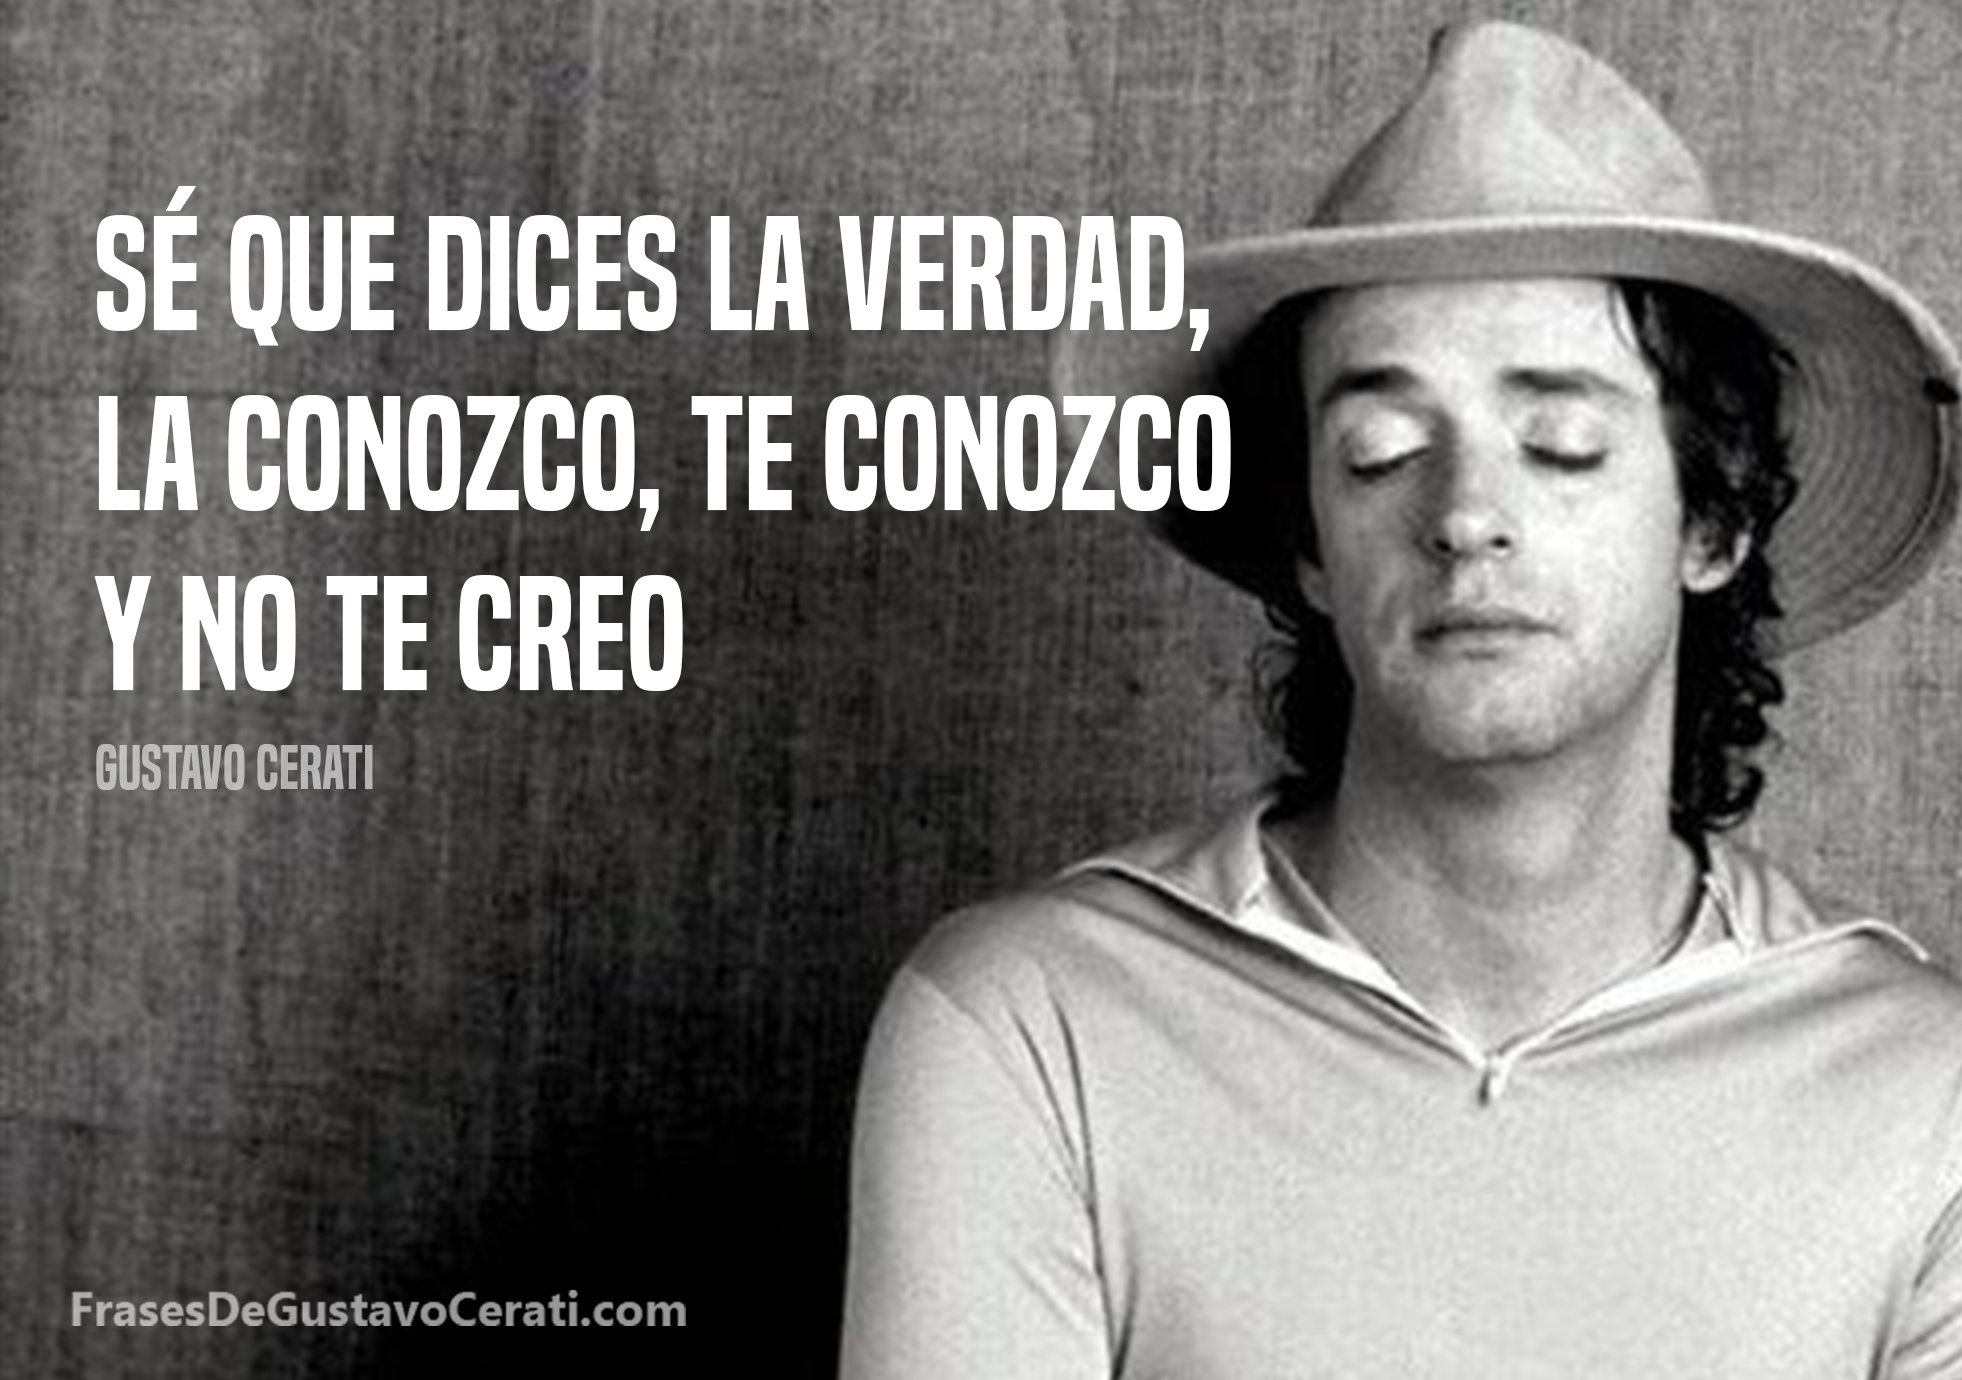 SÉ QUE DICES LA VERDAD,
LA CONOZCO, TE CONOZCO
Y NO TE CREO
GUSTAVO CERATI
FrasesDeGustavoCerati.com